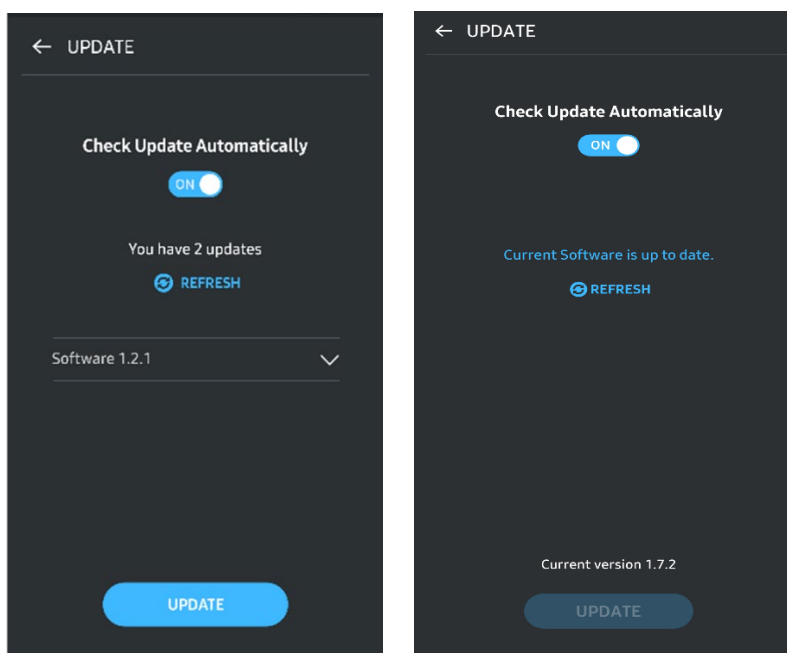 UPDATE
Check Update Automatically
ON
You have 2 updates
REFRESH
Software 1.2.1
UPDATE
UPDATE
Check Update Automatically
ON
Current Software is up to date.
REFRESH
Current version 1.7.2
UPDATE